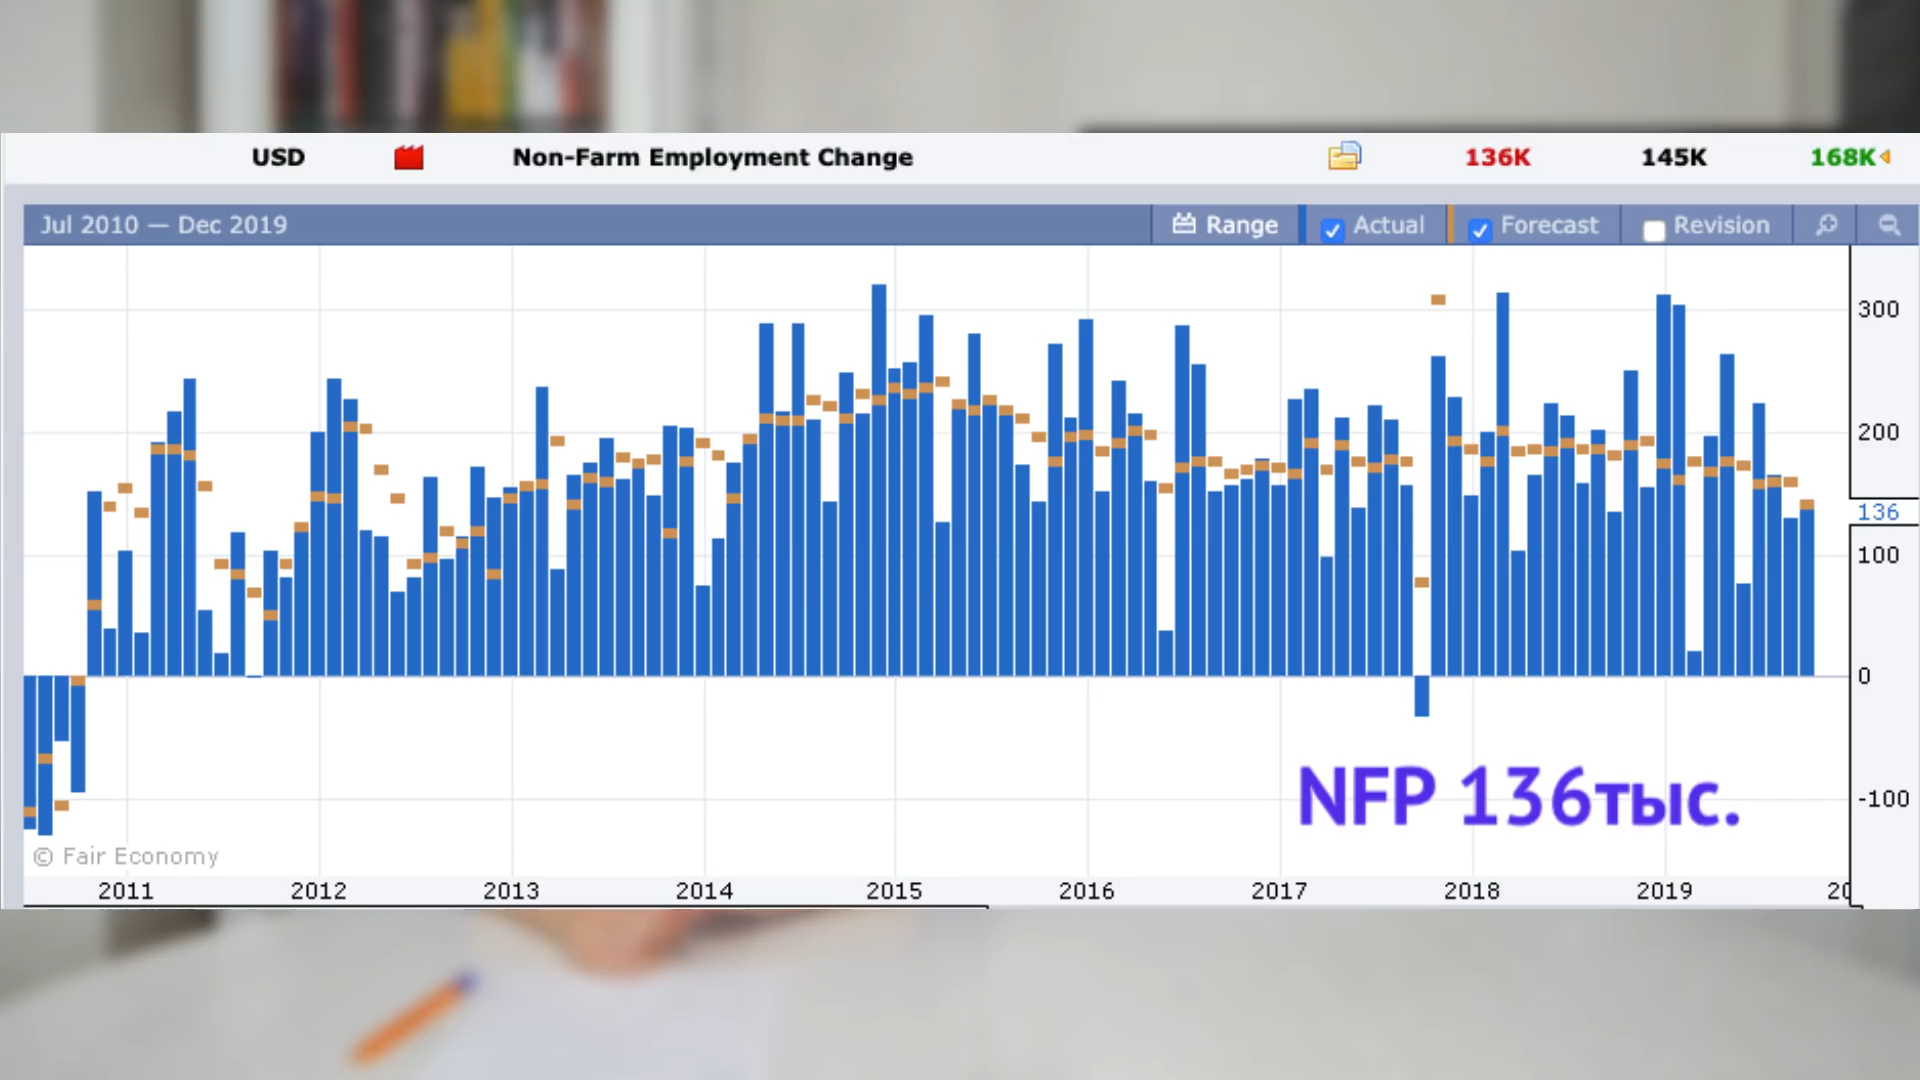 USD Non-Farm Employment Change 136K 145K 168K
Jul 2010 — Dec 2019 Range Actual Forecast Revision
300
200
136
100
0
-100
NFP 136тыс.
© Fair Economy
2011 2012 2013 2014 2015 2016 2017 2018 2019 20